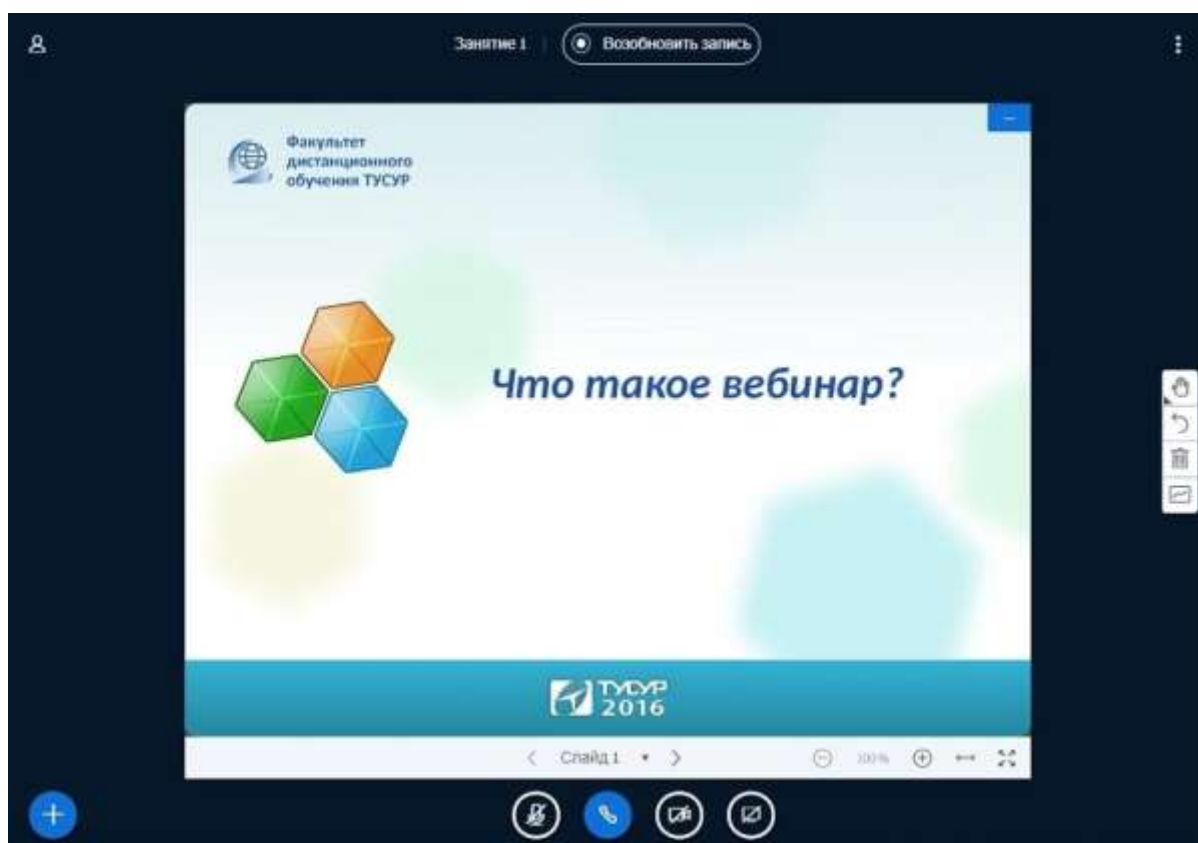 Занятие 1
Возобновить запись
Факультет
дистанционного
обучения ТУСУР
Что такое вебинар?
ТУСУР
2016
Слайд 1
100%